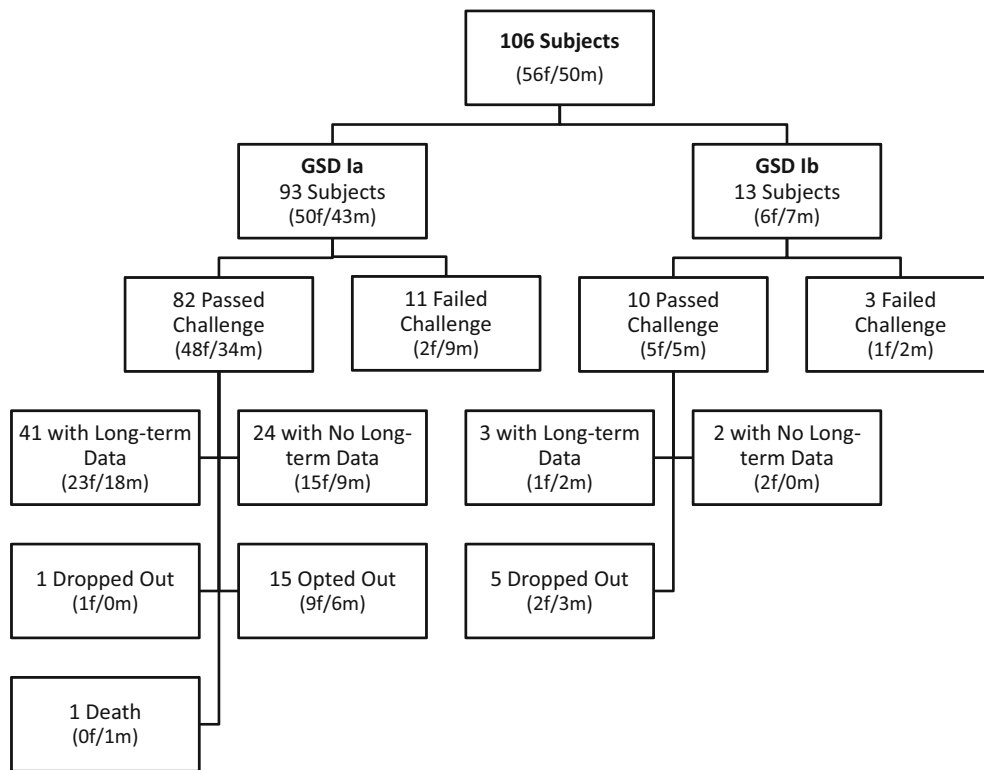 106 Subjects
(56f/50m)
GSD Ia
93 Subjects
(50f/43m)
GSD Ib
13 Subjects
(6f/7m)
82 Passed
Challenge
(48f/34m)
11 Failed
Challenge
(2f/9m)
10 Passed
Challenge
(5f/5m)
3 Failed
Challenge
(1f/2m)
41 with Long-term
Data
(23f/18m)
24 with No Long-
term Data
(15f/9m)
3 with Long-term
Data
(1f/2m)
2 with No Long-
term Data
(2f/0m)
1 Dropped Out
(1f/0m)
15 Opted Out
(9f/6m)
5 Dropped Out
(2f/3m)
1 Death
(0f/1m)